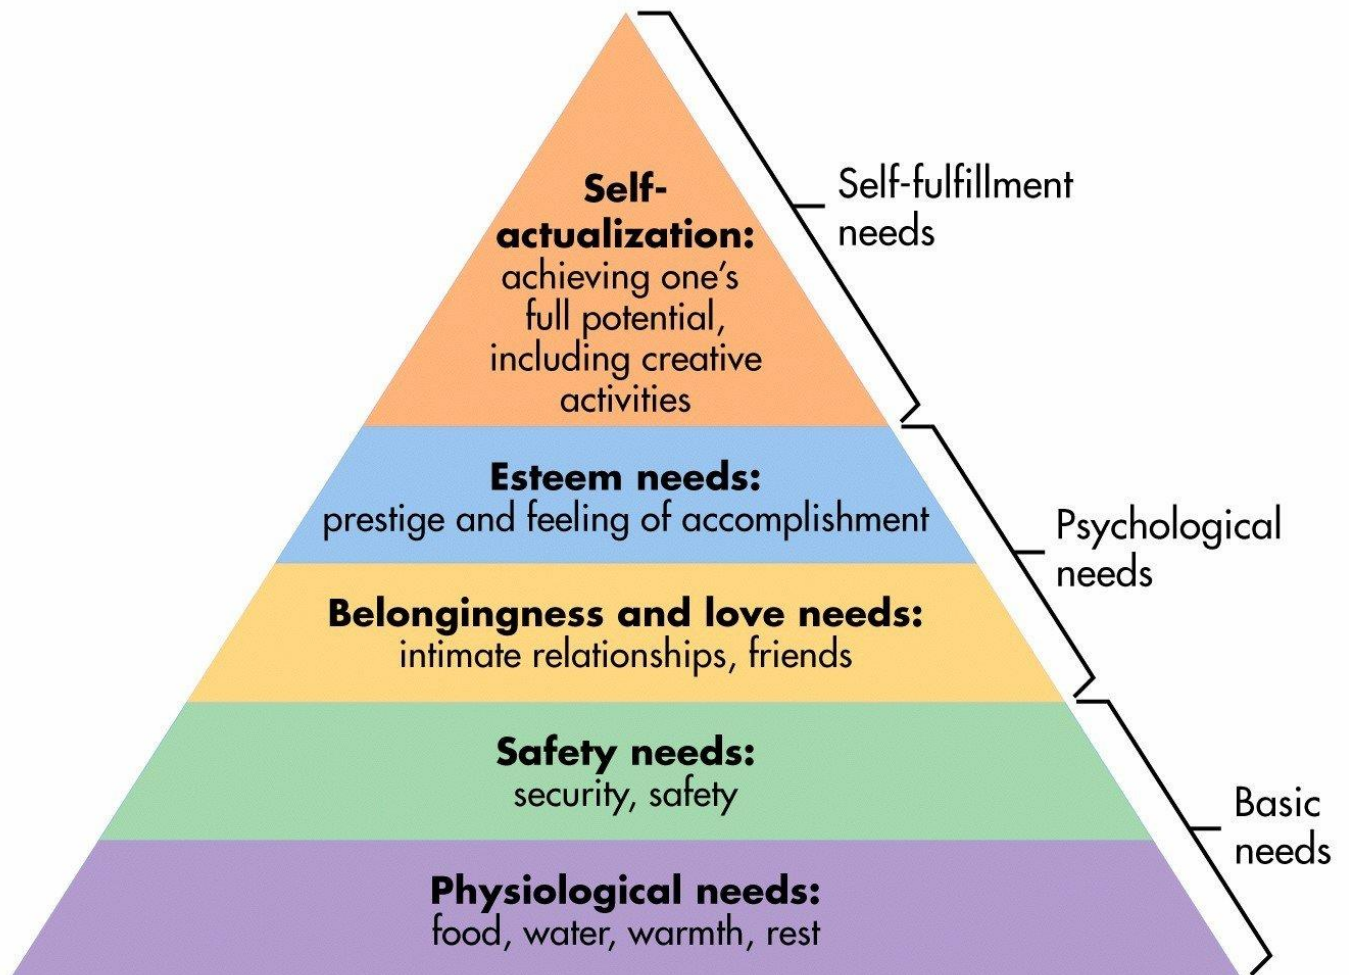 Self-
actualization:
achieving one’s
full potential,
including creative
activities
Self-fulfillment
needs
Esteem needs:
prestige and feeling of accomplishment
Psychological
needs
Belongingness and love needs:
intimate relationships, friends
Safety needs:
security, safety
Basic
needs
Physiological needs:
food, water, warmth, rest